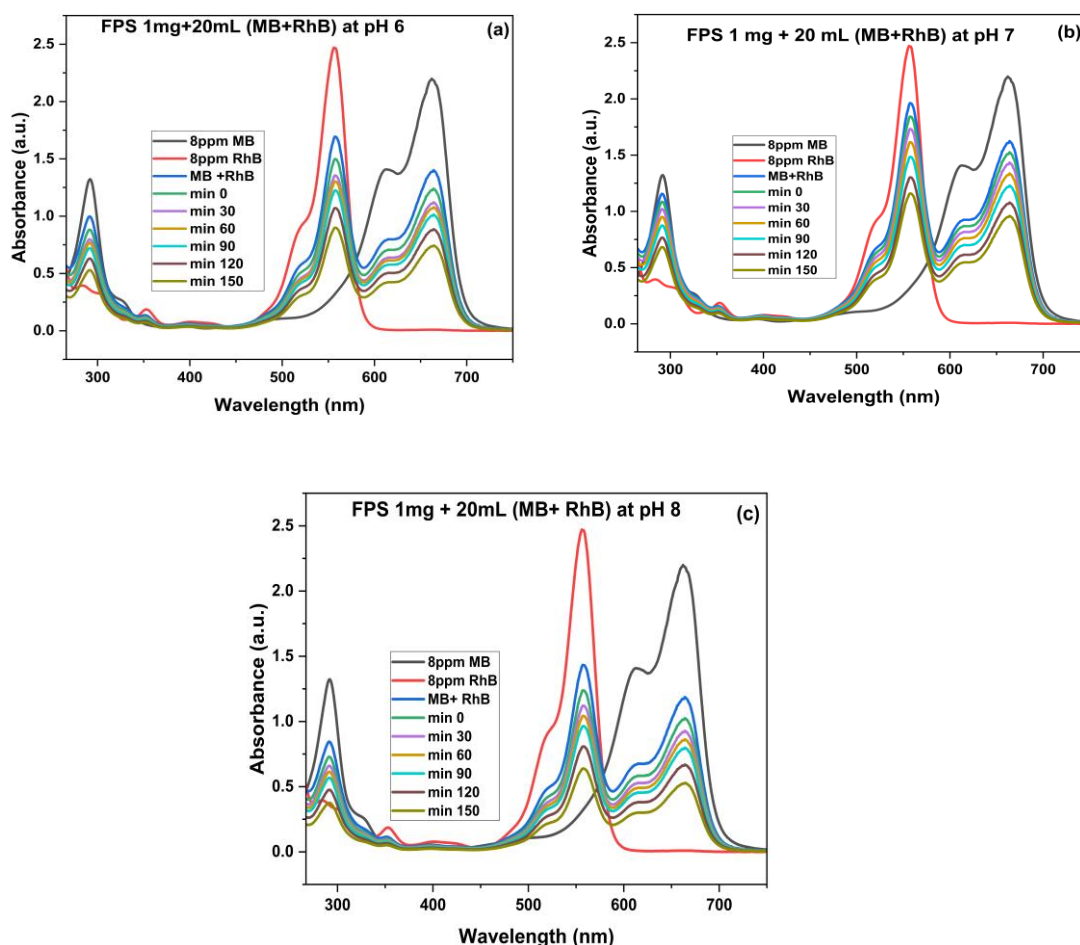 FPS 1mg+20mL (MB+RhB) at pH 6
(a)
2.5
2.0
1.5
1.0
0.5
0.0
Absorbance (a.u.)
8ppm MB
8ppm RhB
MB +RhB
min 0
min 30
min 60
min 90
min 120
min 150
300 400 500 600 700
Wavelength (nm)
FPS 1 mg + 20 mL (MB+RhB) at pH 7
(b)
2.5
2.0
1.5
1.0
0.5
0.0
Absorbance (a.u.)
8ppm MB
8ppm RhB
MB+RhB
min 0
min 30
min 60
min 90
min 120
min 150
300 400 500 600 700
Wavelength (nm)
FPS 1mg + 20mL (MB+ RhB) at pH 8
(c)
2.5
2.0
1.5
1.0
0.5
0.0
Absorbance (a.u.)
8ppm MB
8ppm RhB
MB+ RhB
min 0
min 30
min 60
min 90
min 120
min 150
300 400 500 600 700
Wavelength (nm)